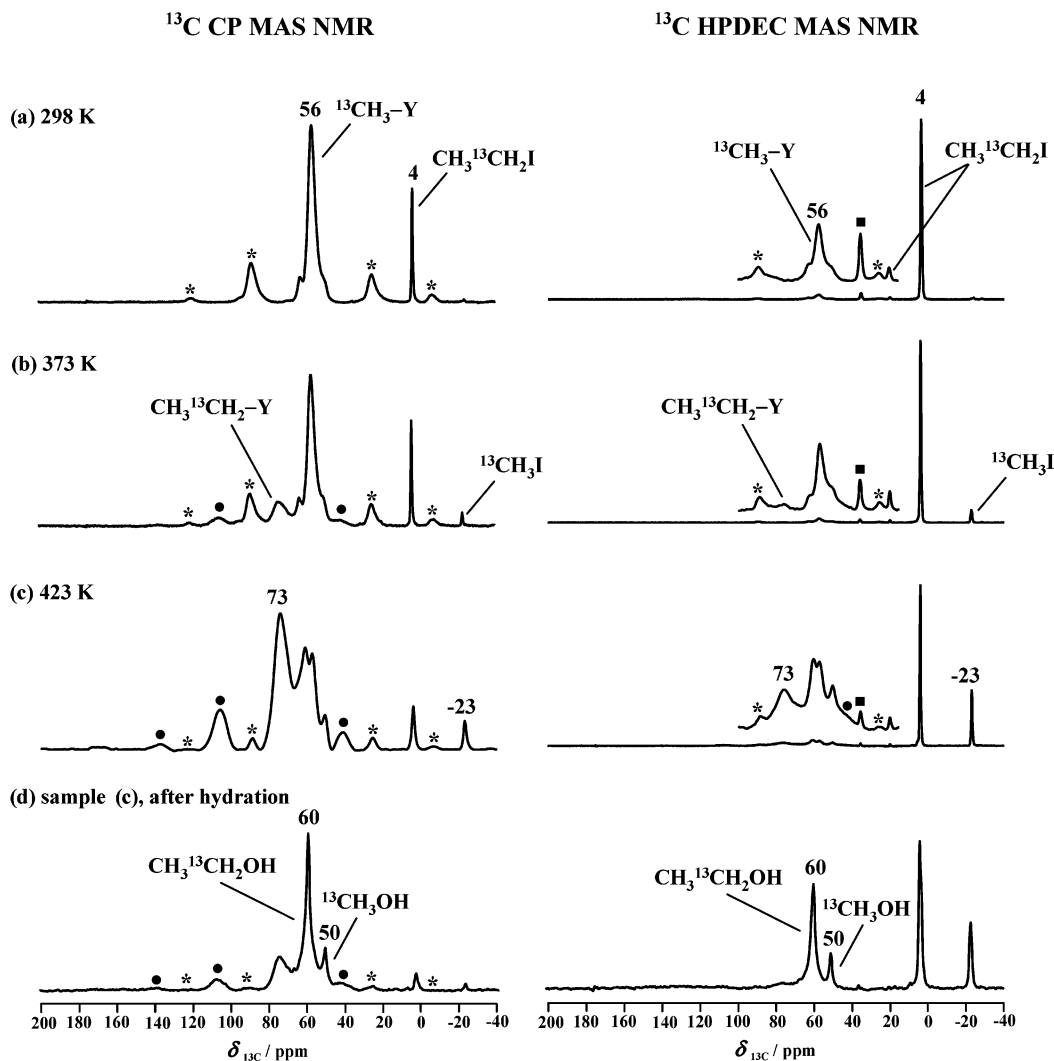 ¹³C CP MAS NMR
¹³C HPDEC MAS NMR
(a) 298 K
56
¹³CH₃–Y
4
CH₃¹³CH₂I
* * * * *
4
¹³CH₃–Y
CH₃¹³CH₂I
56
■
* *
(b) 373 K
CH₃¹³CH₂–Y
¹³CH₃I
* ● * ● * *
CH₃¹³CH₂–Y
¹³CH₃I
* ■ *
(c) 423 K
73
-23
● * ● * ● * *
73
-23
* ● ■ *
(d) sample (c), after hydration
60
CH₃¹³CH₂OH
¹³CH₃OH
50
● * ● * ● * *
CH₃¹³CH₂OH
60
¹³CH₃OH
50
200 180 160 140 120 100 80 60 40 20 0 -20 -40
200 180 160 140 120 100 80 60 40 20 0 -20 -40
δ ₁₃C / ppm
δ ₁₃C / ppm